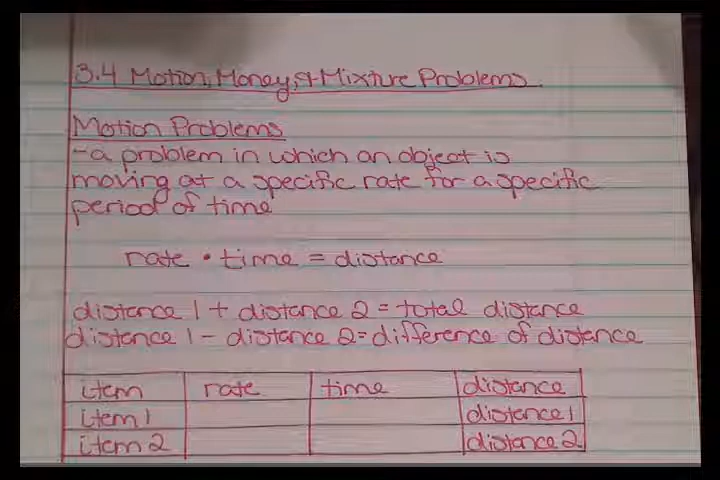 3.4 Motion, Money, & Mixture Problems.
Motion Problems
-a problem in which an object is
moving at a specific rate for a specific
period of time
rate • time = distance
distance 1 + distance 2 = total distance
distance 1 - distance 2 = difference of distance
item rate time distance
item 1 distance 1
item 2 distance 2